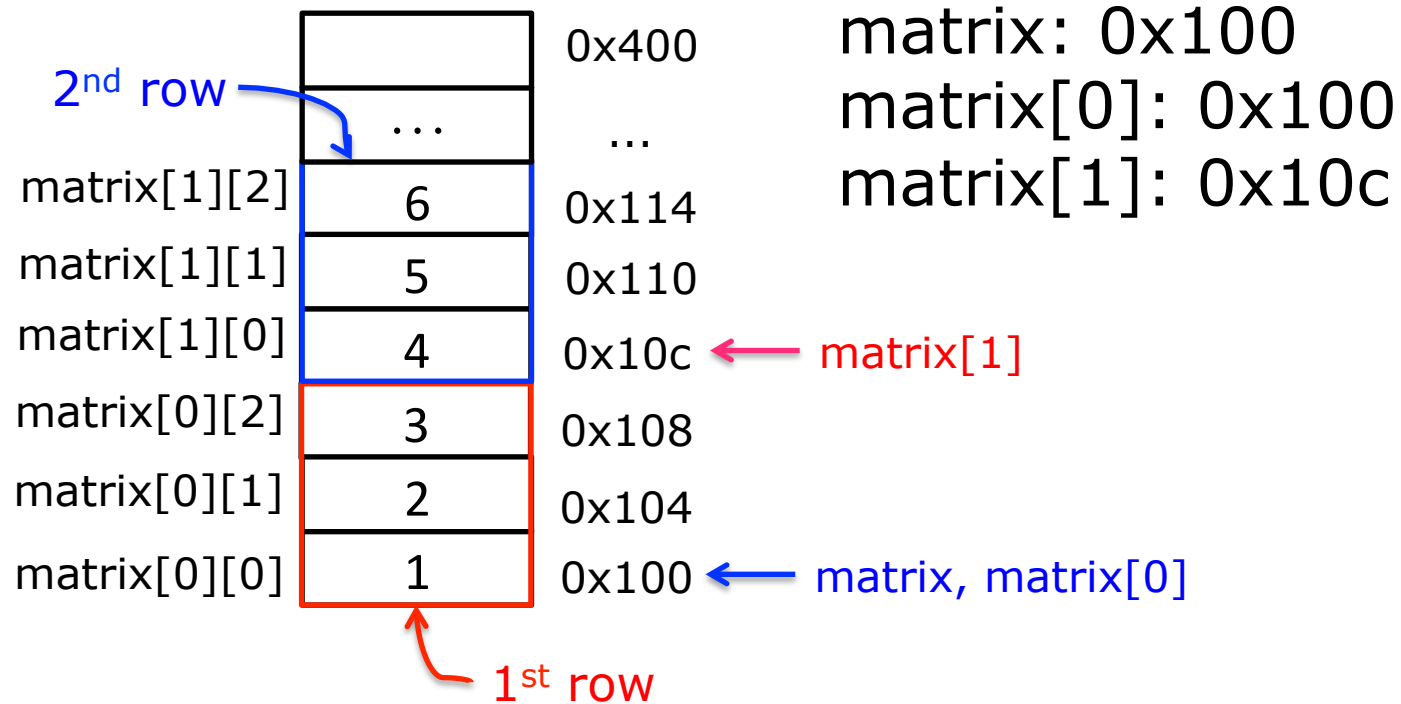 0x400
matrix: 0x100
2nd row
... ...
matrix[0]: 0x100
matrix[1][2] 6 0x114
matrix[1]: 0x10c
matrix[1][1] 5 0x110
matrix[1][0] 4 0x10c matrix[1]
matrix[0][2] 3 0x108
matrix[0][1] 2 0x104
matrix[0][0] 1 0x100 matrix, matrix[0]
1st row